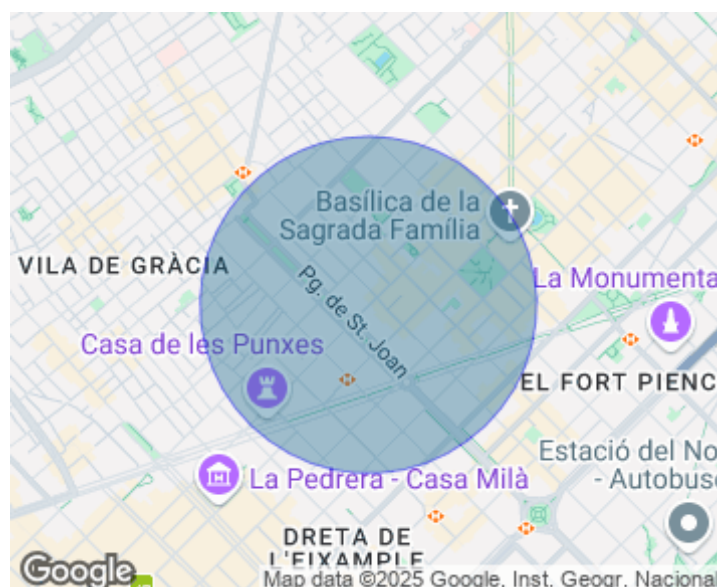 Basílica de la
Sagrada Família
VILA DE GRÀCIA
La Monumenta
Pg. de St. Joan
Casa de les Punxes
EL FORT PIENC
Estació del No
- Autobuse
La Pedrera - Casa Milà
DRETA DE
L'EIXAMPLE
Google
Map data ©2025 Google, Inst. Geogr. Nacional